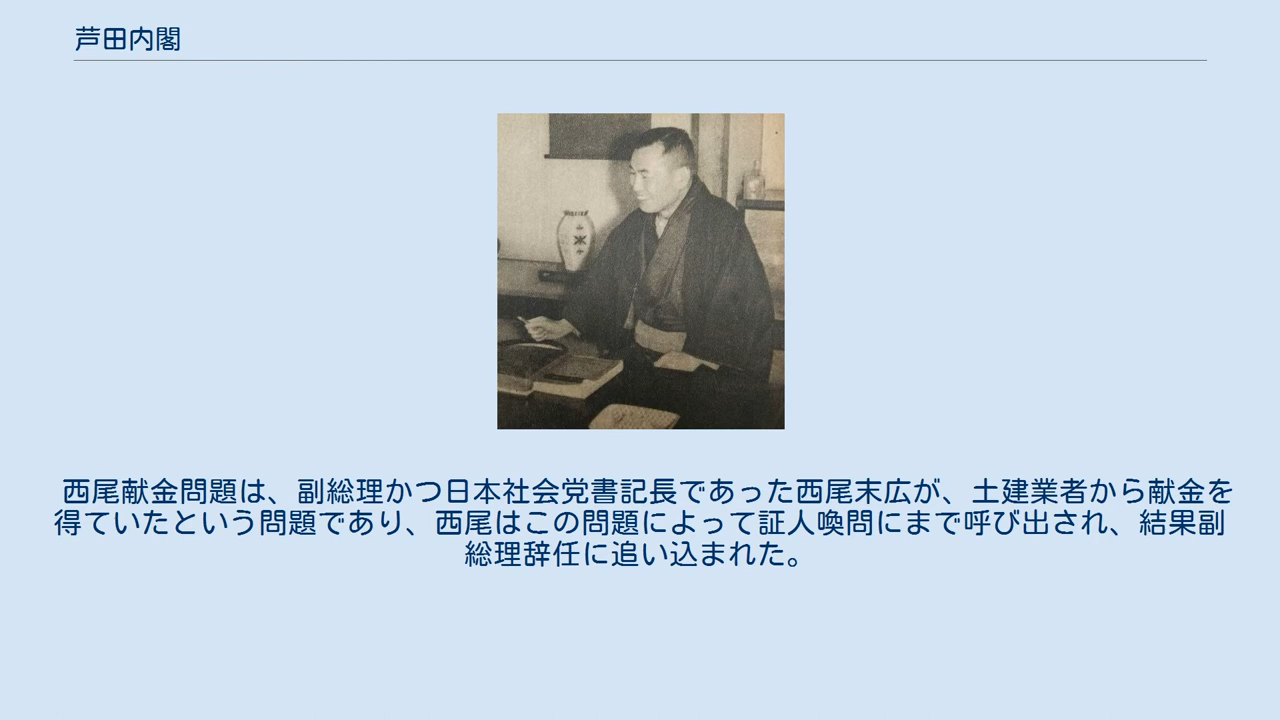 芦田内閣
西尾献金問題は、副総理かつ日本社会党書記長であった西尾末広が、土建業者から献金を
得ていたという問題であり、西尾はこの問題によって証人喚問にまで呼び出され、結果副
総理辞任に追い込まれた。